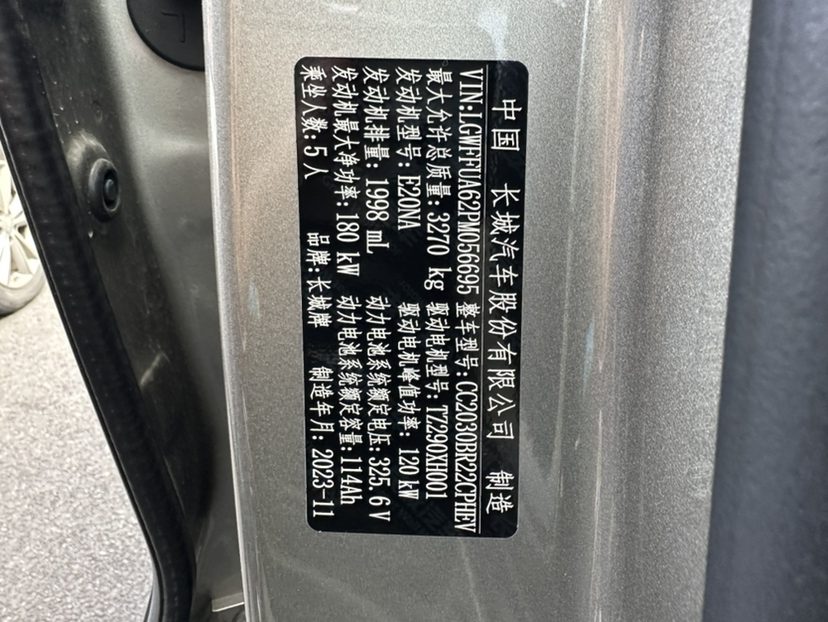 中国 长城汽车股份有限公司 制造
VIN:LGWFFUA62PM056695 整车型号:CC2030BR22CPHEV
最大允许总质量:3270 kg 驱动电机型号:TZ290XH001
发动机型号:E20NA 驱动电机峰值功率:120 kW
发动机排量:1998 mL 动力电池系统额定电压:325.6 V
发动机最大净功率:180 kW 动力电池系统额定容量:114Ah
乘坐人数:5人 品牌:长城牌 制造年月:2023-11